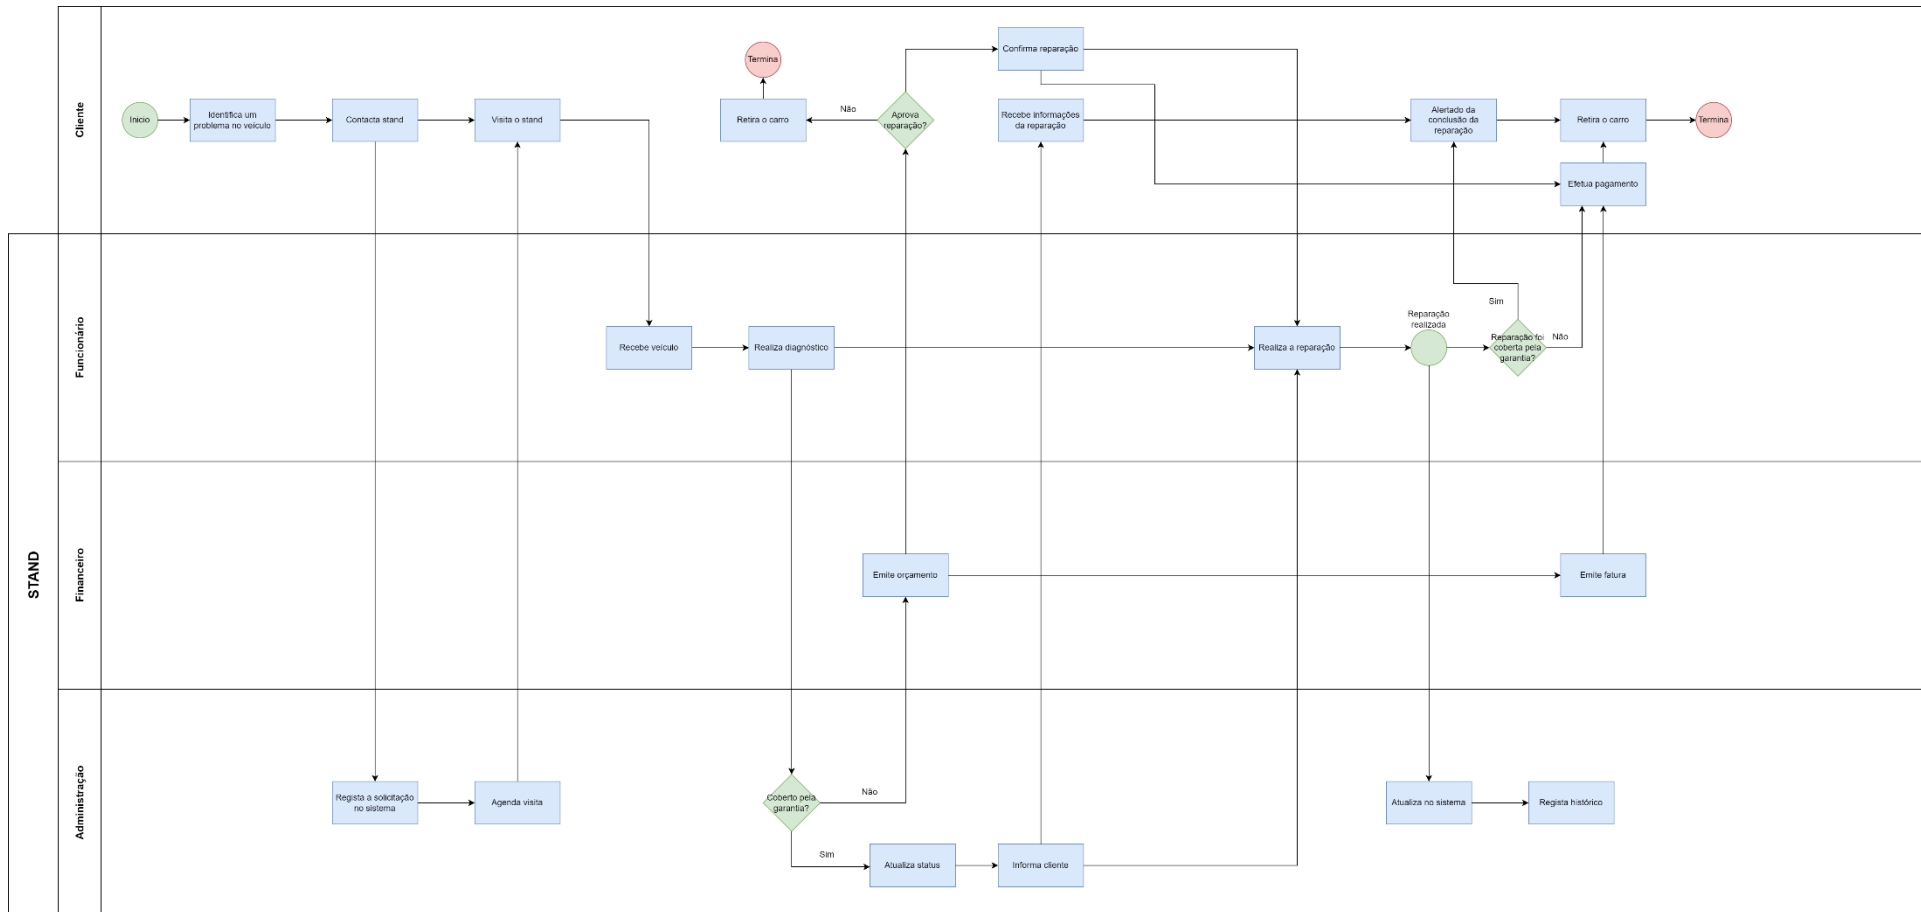 Cliente
Início
Identifica um
problema no veículo
Contacta stand
Visita o stand
Termina
Retira o carro
Não
Aprova
reparação?
Confirma reparação
Recebe informações
da reparação
Alertado da
conclusão da
reparação
Retira o carro
Termina
Efetua pagamento
STAND
Funcionário
Recebe veículo
Realiza diagnóstico
Realiza a reparação
Reparação
realizada
Sim
Reparação foi
coberta pela
garantia?
Não
Financeiro
Emite orçamento
Emite fatura
Administração
Regista a solicitação
no sistema
Agenda visita
Coberto pela
garantia?
Não
Sim
Atualiza status
Informa cliente
Atualiza no sistema
Regista histórico